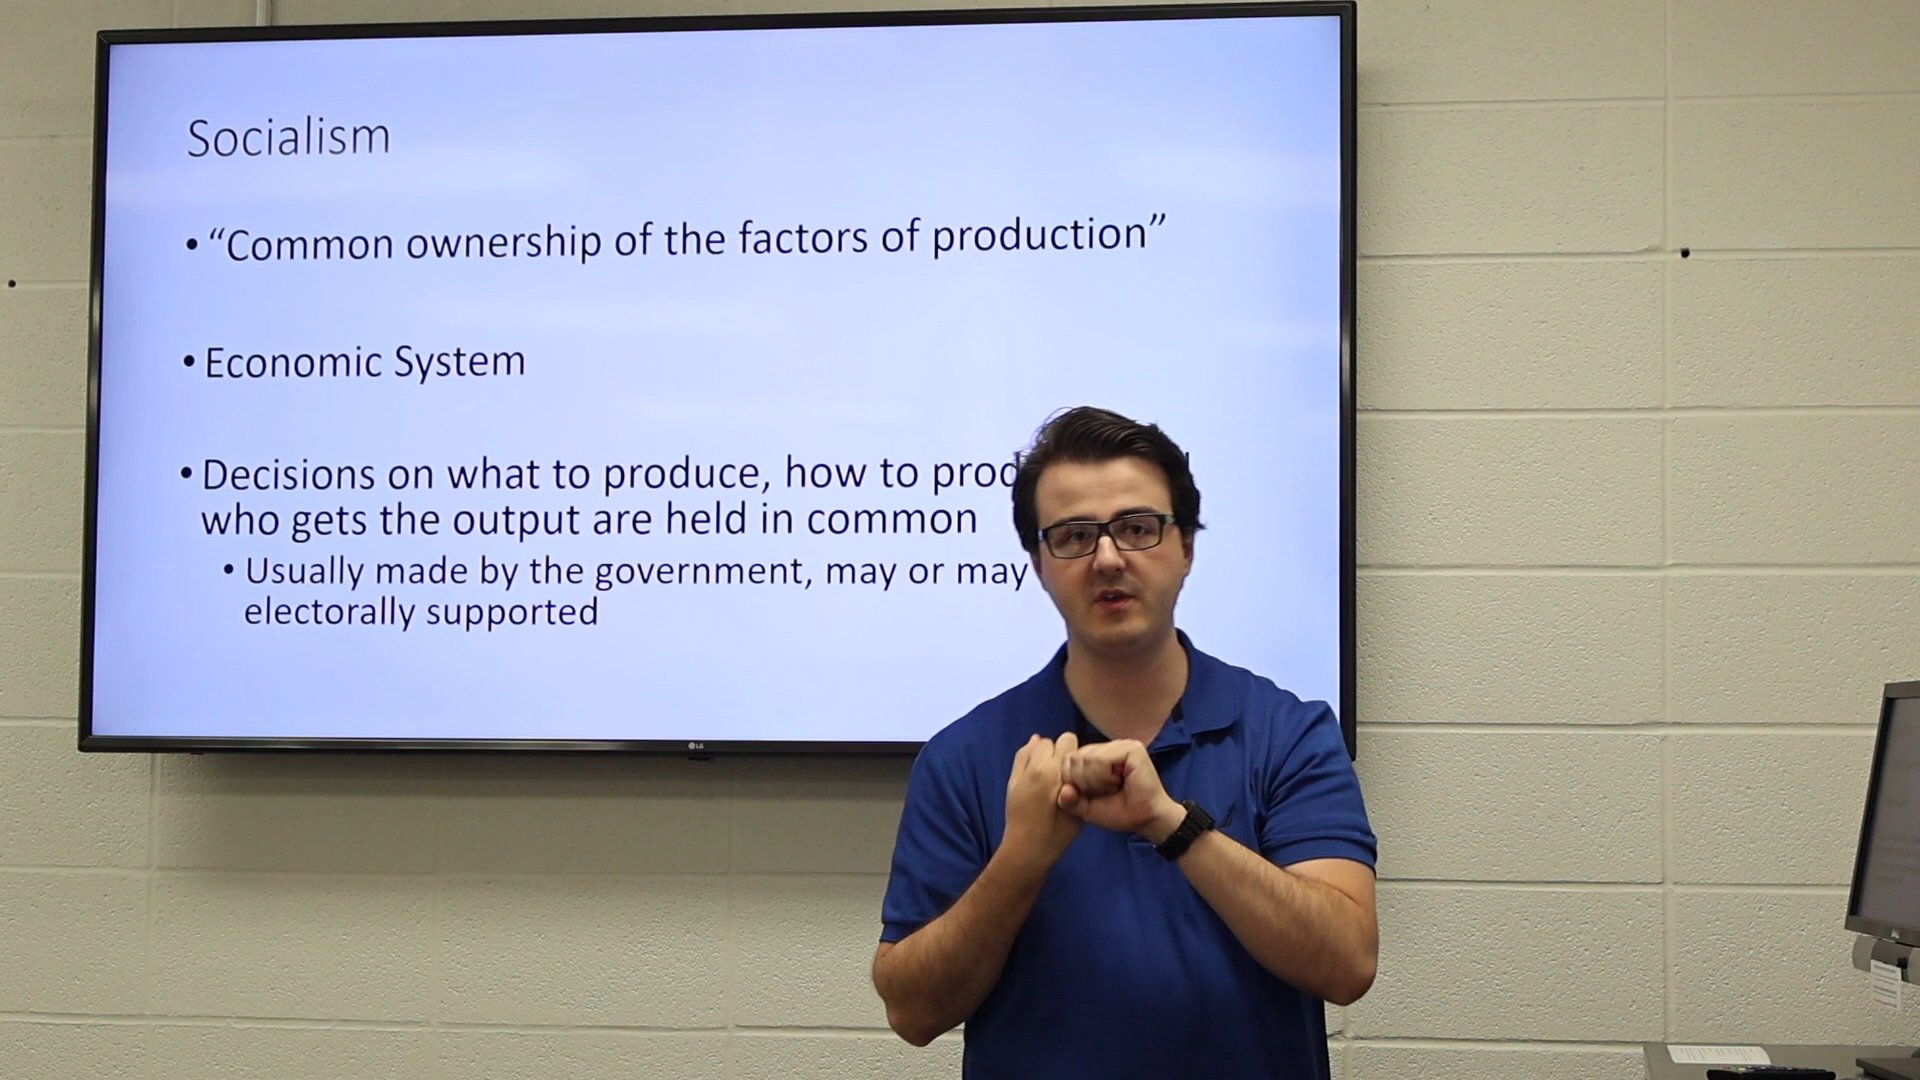 Socialism
• “Common ownership of the factors of production”
• Economic System
• Decisions on what to produce, how to
who gets the output are held in common
• Usually made by the government, may or may
electorally supported
LG